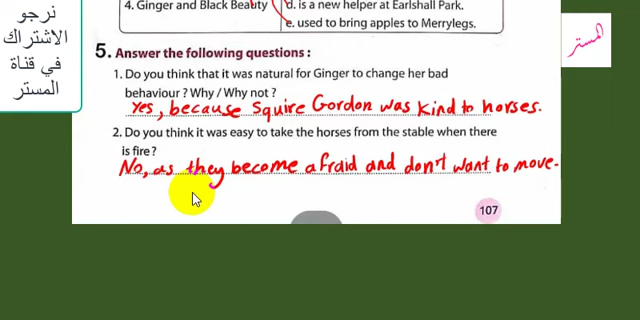 نرجو
الاشتراك
في قناة
المستر
المستر
4. Ginger and Black Beauty
d. is a new helper at Earlshall Park.
e. used to bring apples to Merrylegs.
5. Answer the following questions :
1. Do you think that it was natural for Ginger to change her bad
behaviour ? Why / Why not ?
Yes, because Squire Gordon was kind to horses.
2. Do you think it was easy to take the horses from the stable when there
is fire?
No, as they become afraid and don't want to move.
107